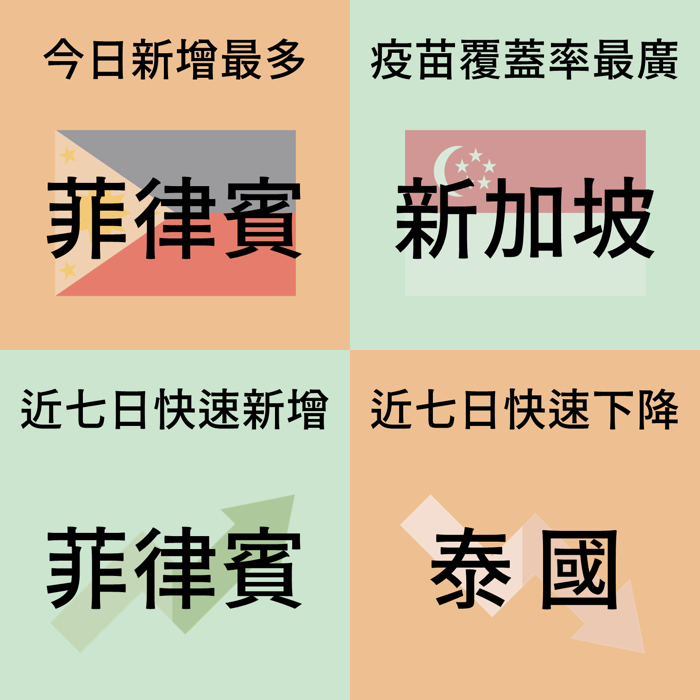 今日新增最多
菲律賓
疫苗覆蓋率最廣
新加坡
近七日快速新增
菲律賓
近七日快速下降
泰國